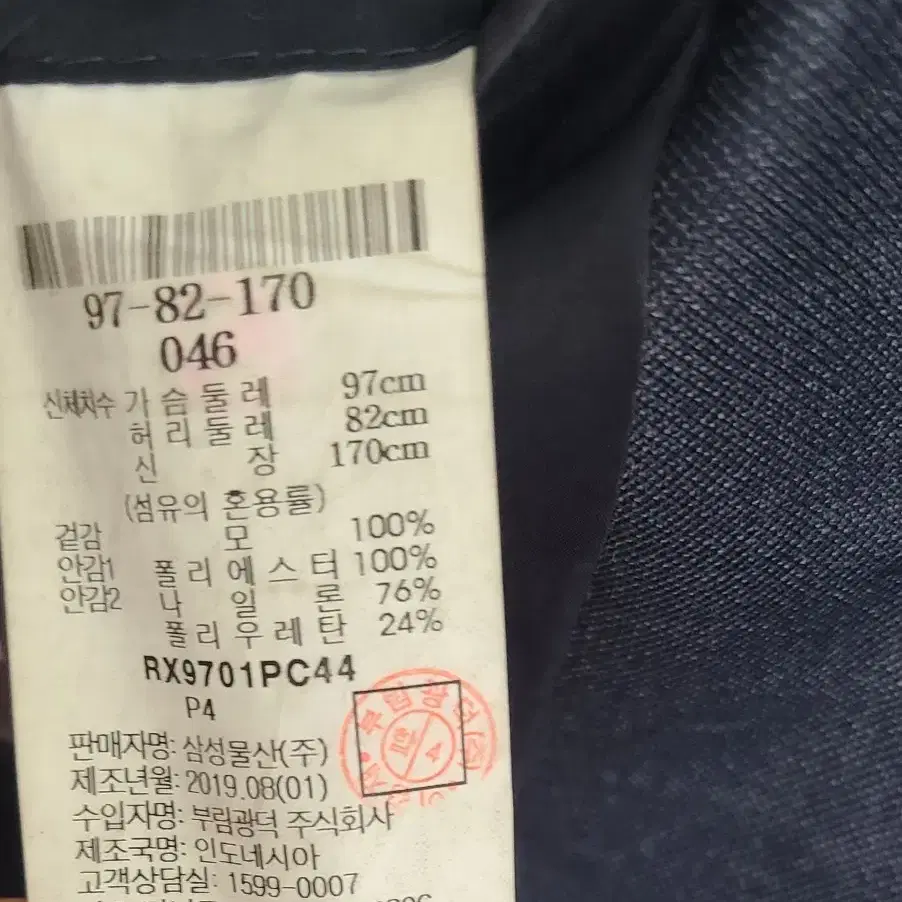 97-82-170
046
신체치수 가슴둘레 97cm
허리둘레 82cm
신장 170cm
(섬유의 혼용률)
겉감 모 100%
안감1 폴리에스터 100%
안감2 나일론 76%
폴리우레탄 24%
RX9701PC44
P4
부림광덕(주)
판매자명: 삼성물산(주)
제조년월: 2019.08(01)
수입자명: 부림광덕 주식회사
제조국명: 인도네시아
고객상담실: 1599-0007